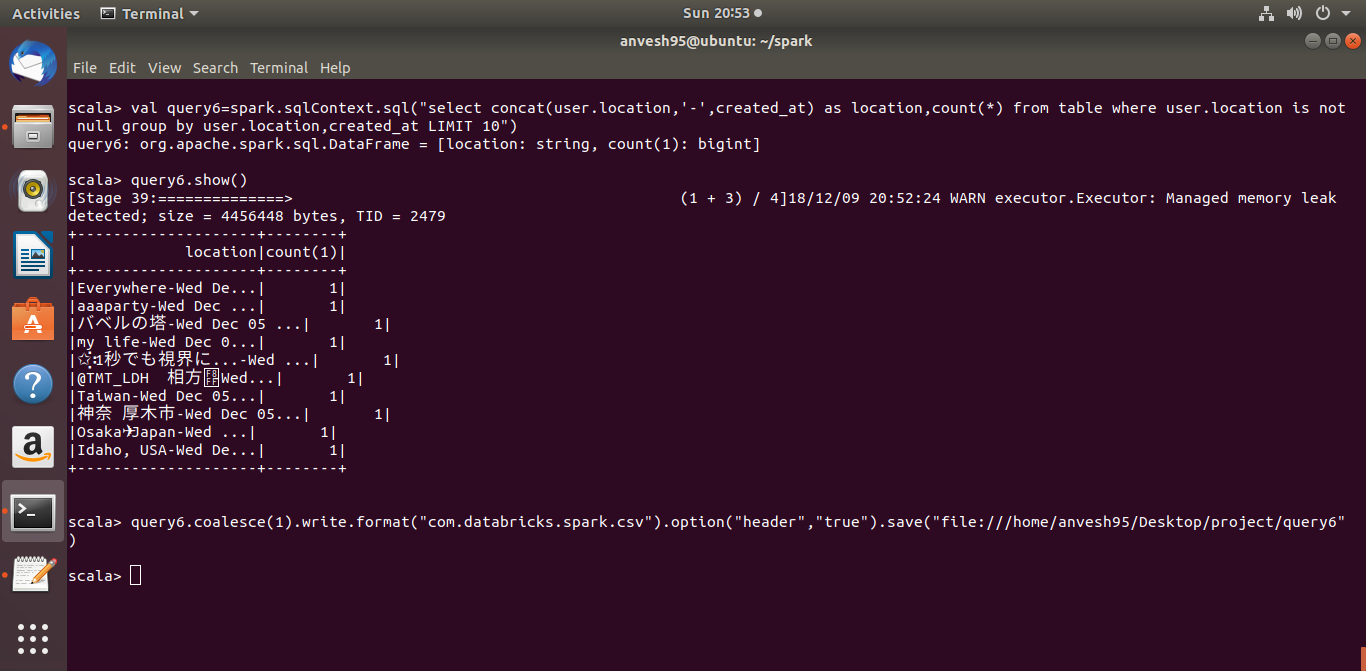 Activities Terminal Sun 20:53
anvesh95@ubuntu: ~/spark
File Edit View Search Terminal Help
scala> val query6=spark.sqlContext.sql("select concat(user.location,'-',created_at) as location,count(*) from table where user.location is not
null group by user.location,created_at LIMIT 10")
query6: org.apache.spark.sql.DataFrame = [location: string, count(1): bigint]
scala> query6.show()
[Stage 39:==============> (1 + 3) / 4]18/12/09 20:52:24 WARN executor.Executor: Managed memory leak
detected; size = 4456448 bytes, TID = 2479
+--------------------+--------+
| location|count(1)|
+--------------------+--------+
|Everywhere-Wed De...| 1|
|aaaparty-Wed Dec ...| 1|
|バベルの塔-Wed Dec 05 ...| 1|
|my life-Wed Dec 0...| 1|
|1秒でも視界に...-Wed ...| 1|
|@TMT_LDH 相方Wed...| 1|
|Taiwan-Wed Dec 05...| 1|
|神奈 厚木市-Wed Dec 05...| 1|
|Osaka✈Japan-Wed ...| 1|
|Idaho, USA-Wed De...| 1|
+--------------------+--------+
scala> query6.coalesce(1).write.format("com.databricks.spark.csv").option("header","true").save("file:///home/anvesh95/Desktop/project/query6"
)
scala>